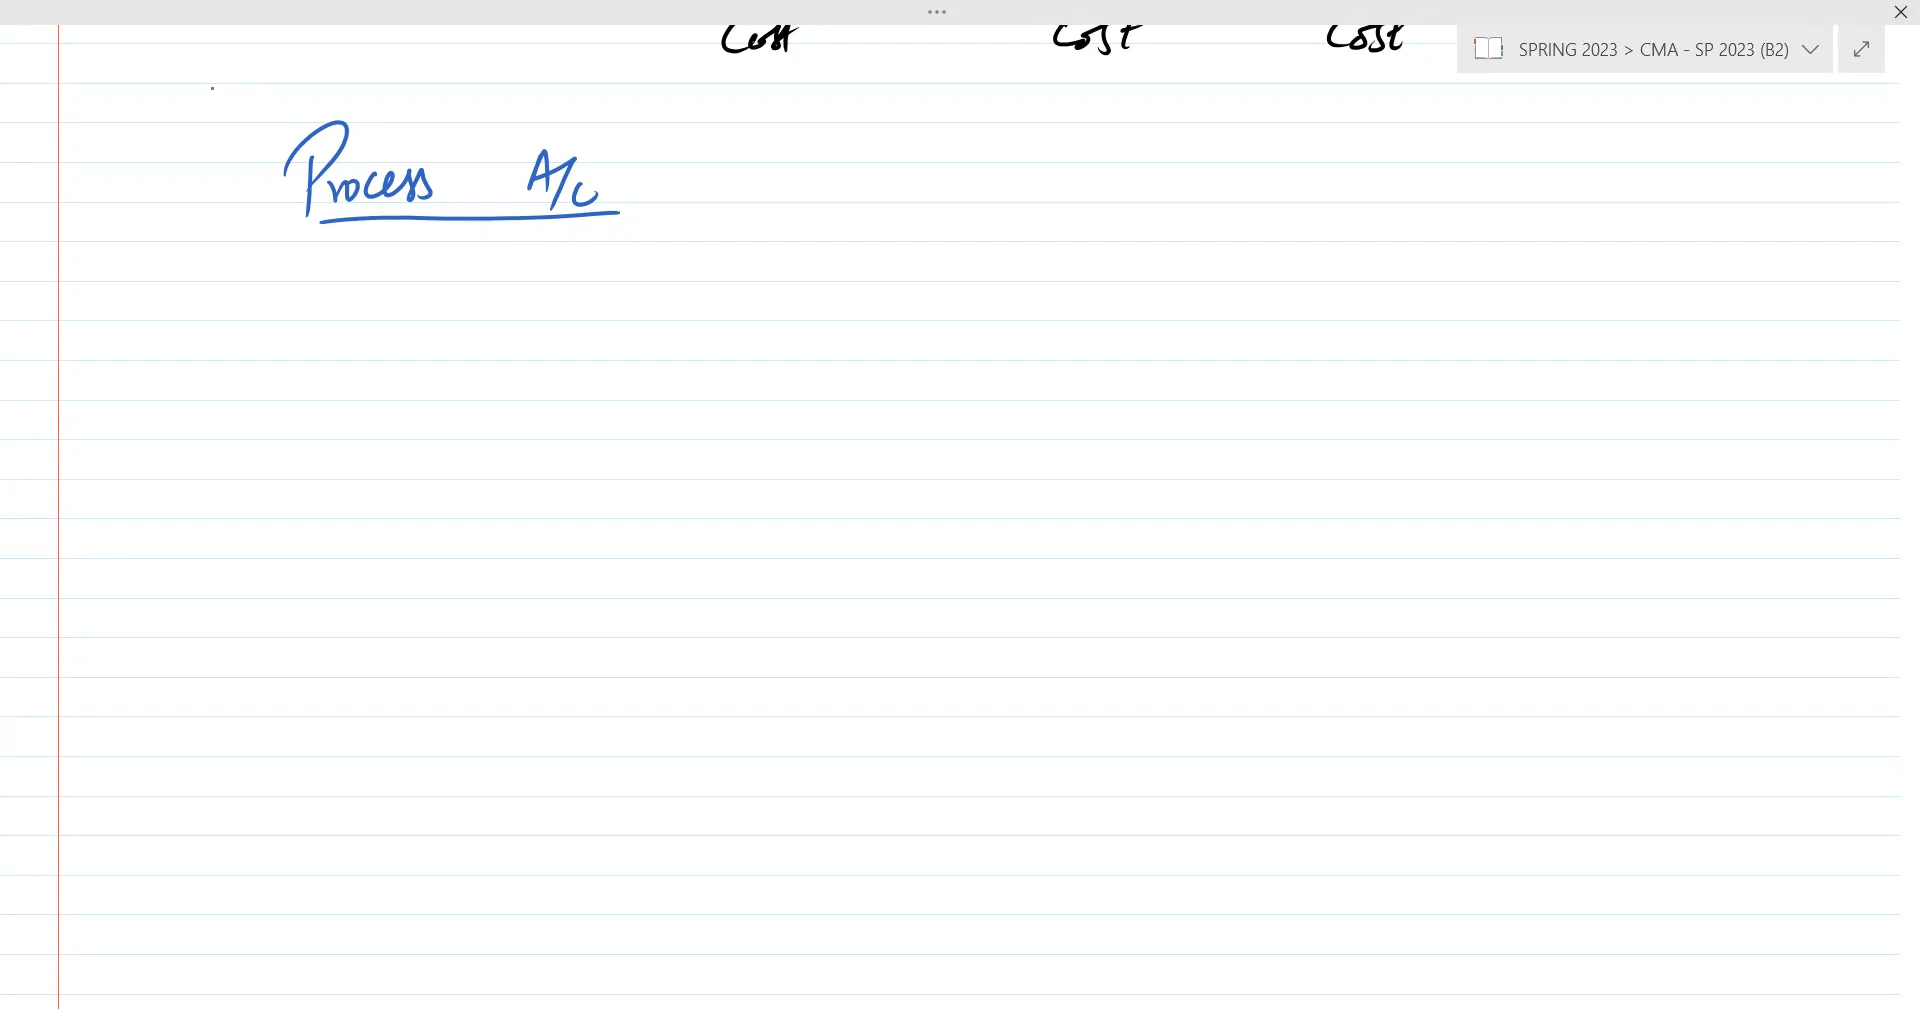 Cost Cost Cost
SPRING 2023 > CMA - SP 2023 (B2)
Process A/c